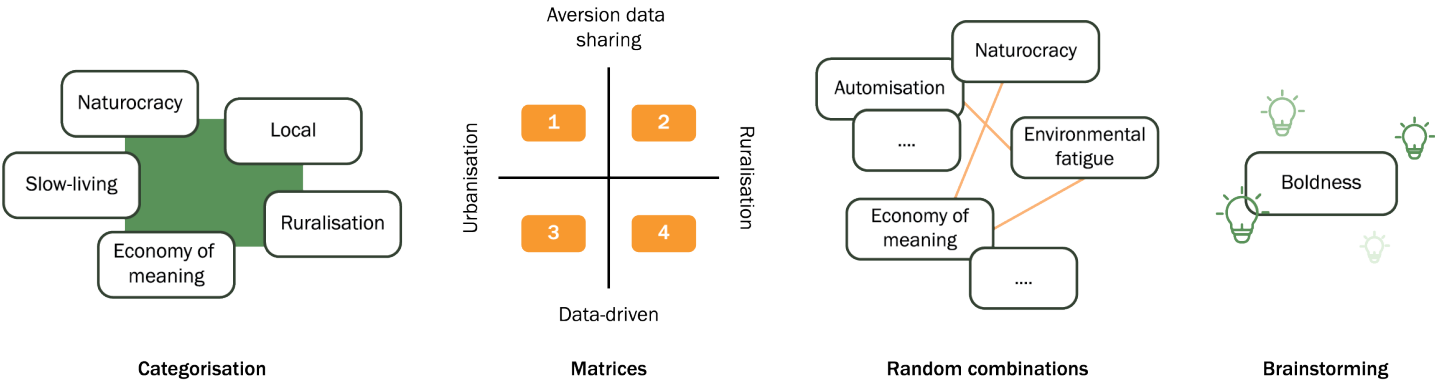 Naturocracy
Local
Slow-living
Ruralisation
Economy of
meaning
Categorisation
Aversion data
sharing
Urbanisation
1
2
3
4
Ruralisation
Data-driven
Matrices
Naturocracy
Automisation
....
Environmental
fatigue
Economy of
meaning
....
Random combinations
Boldness
Brainstorming